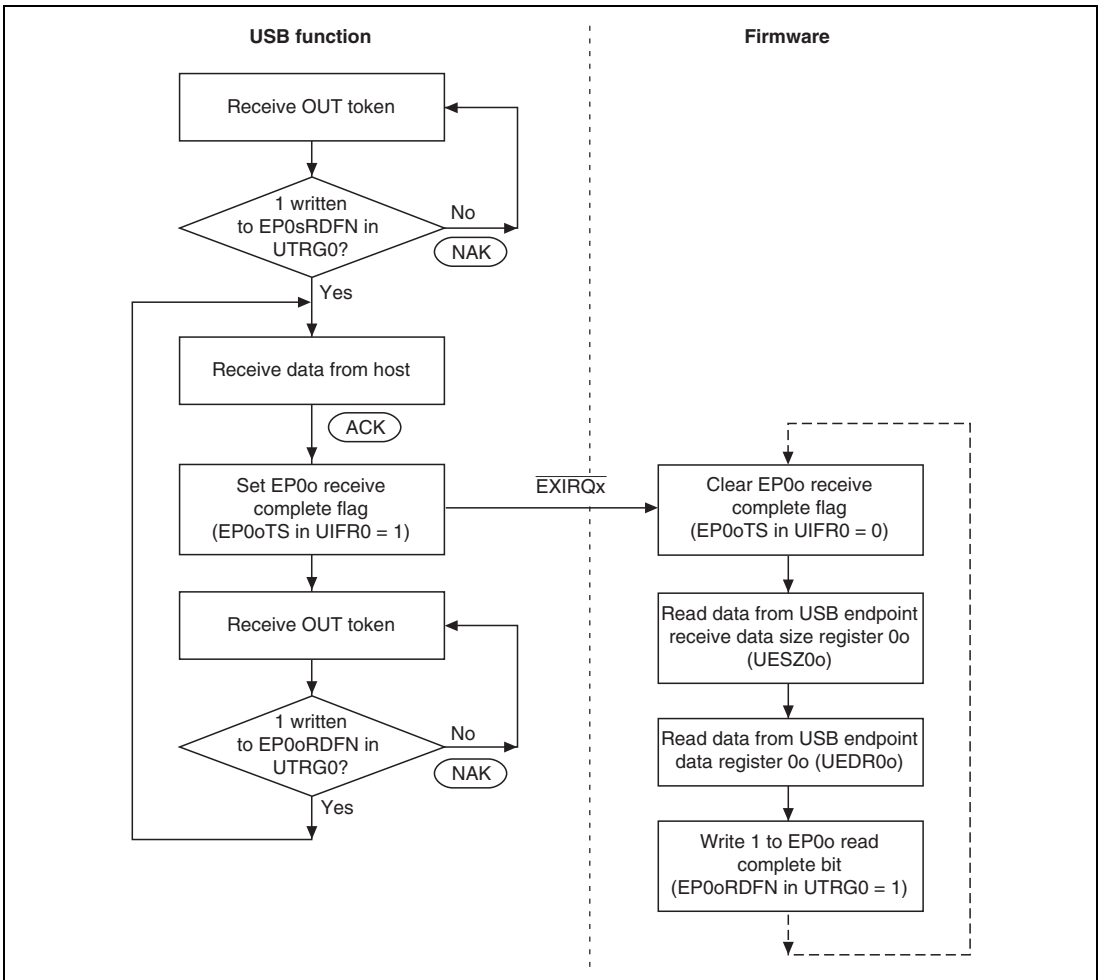 USB function
Firmware
Receive OUT token
1 written
to EP0sRDFN in
UTRG0?
No
NAK
Yes
Receive data from host
ACK
Set EP0o receive
complete flag
(EP0oTS in UIFR0 = 1)
EXIRQx
Clear EP0o receive
complete flag
(EP0oTS in UIFR0 = 0)
Receive OUT token
Read data from USB endpoint
receive data size register 0o
(UESZ0o)
1 written
to EP0oRDFN in
UTRG0?
No
NAK
Yes
Read data from USB endpoint
data register 0o (UEDR0o)
Write 1 to EP0o read
complete bit
(EP0oRDFN in UTRG0 = 1)